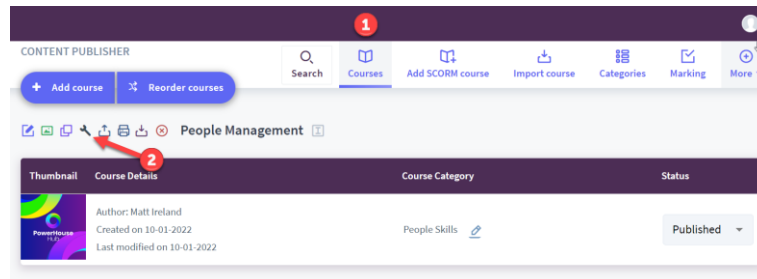 1
CONTENT PUBLISHER
Search
Courses
Add SCORM course
Import course
Categories
Marking
More
+ Add course
Reorder courses
People Management
2
Thumbnail Course Details Course Category Status
PowerHouse
Hub
Author: Matt Ireland
Created on 10-01-2022
Last modified on 10-01-2022
People Skills
Published